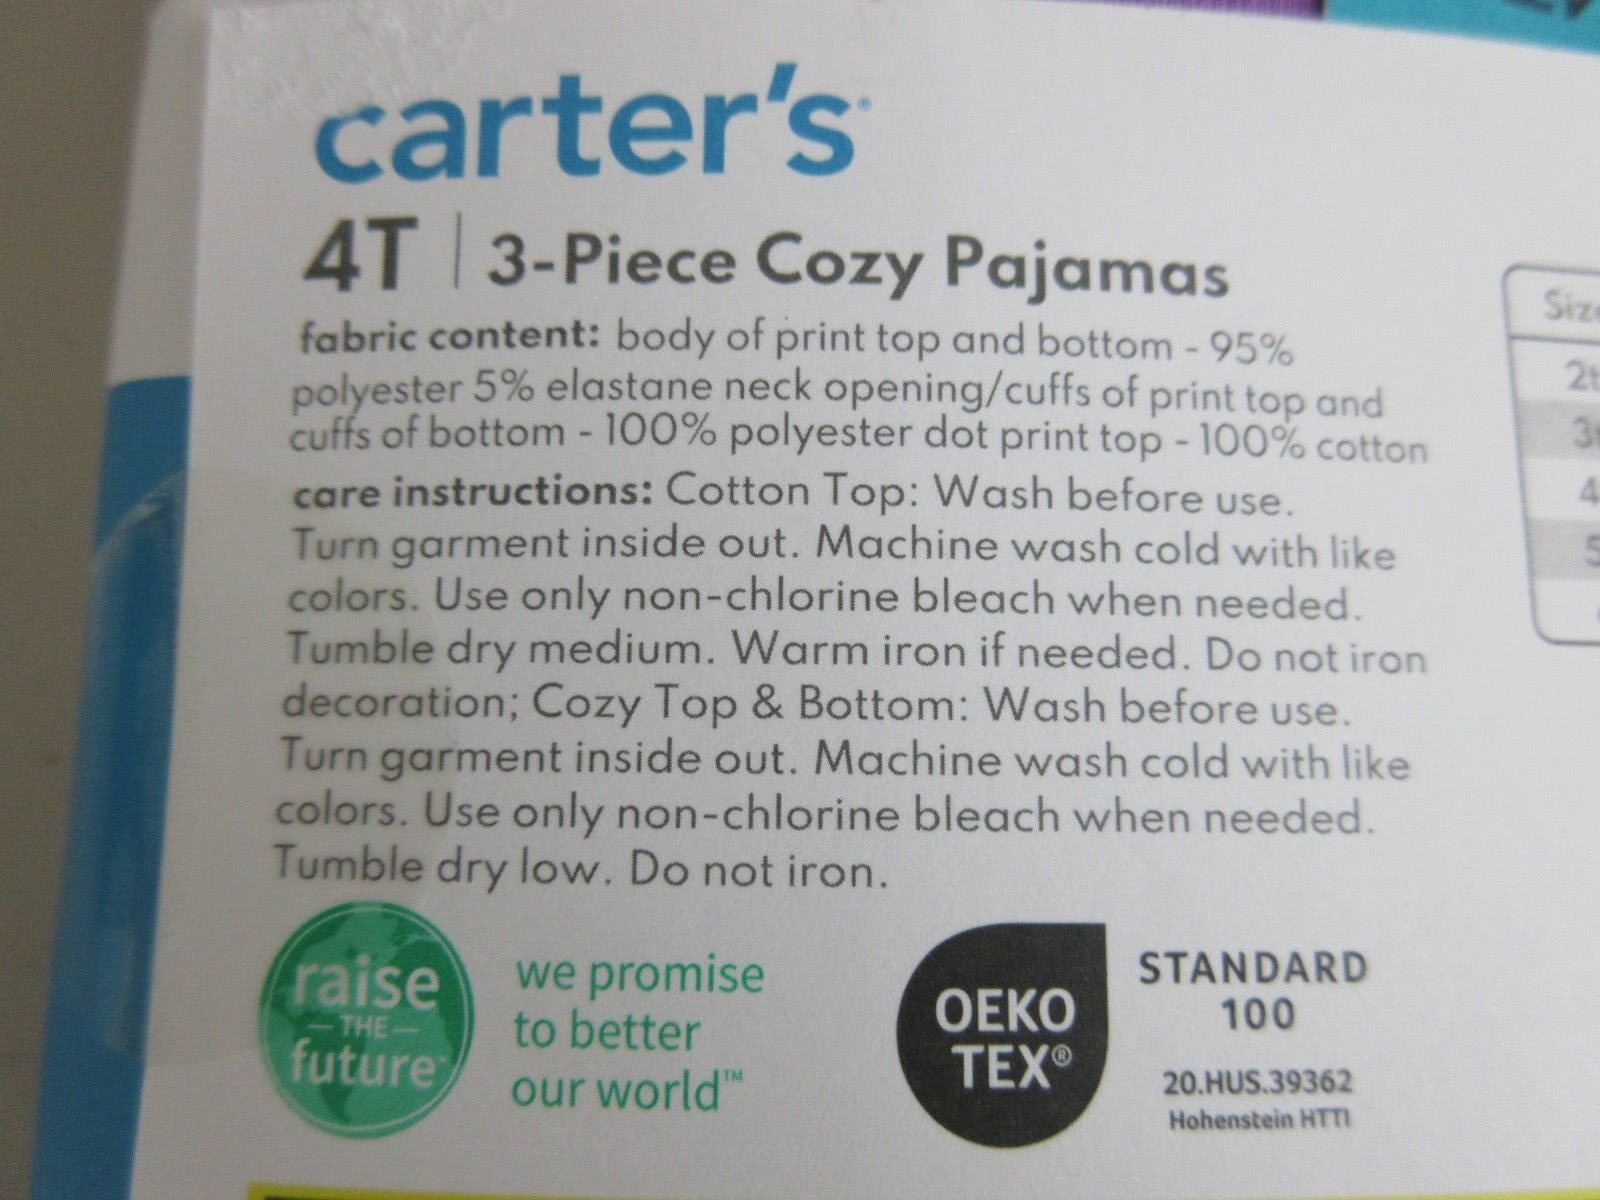 carter's
4T | 3-Piece Cozy Pajamas
fabric content: body of print top and bottom - 95%
polyester 5% elastane neck opening/cuffs of print top and
cuffs of bottom - 100% polyester dot print top - 100% cotton
care instructions: Cotton Top: Wash before use.
Turn garment inside out. Machine wash cold with like
colors. Use only non-chlorine bleach when needed.
Tumble dry medium. Warm iron if needed. Do not iron
decoration; Cozy Top & Bottom: Wash before use.
Turn garment inside out. Machine wash cold with like
colors. Use only non-chlorine bleach when needed.
Tumble dry low. Do not iron.
raise
— THE —
future™
we promise
to better
our world™
OEKO
TEX®
STANDARD
100
20.HUS.39362
Hohenstein HTTI